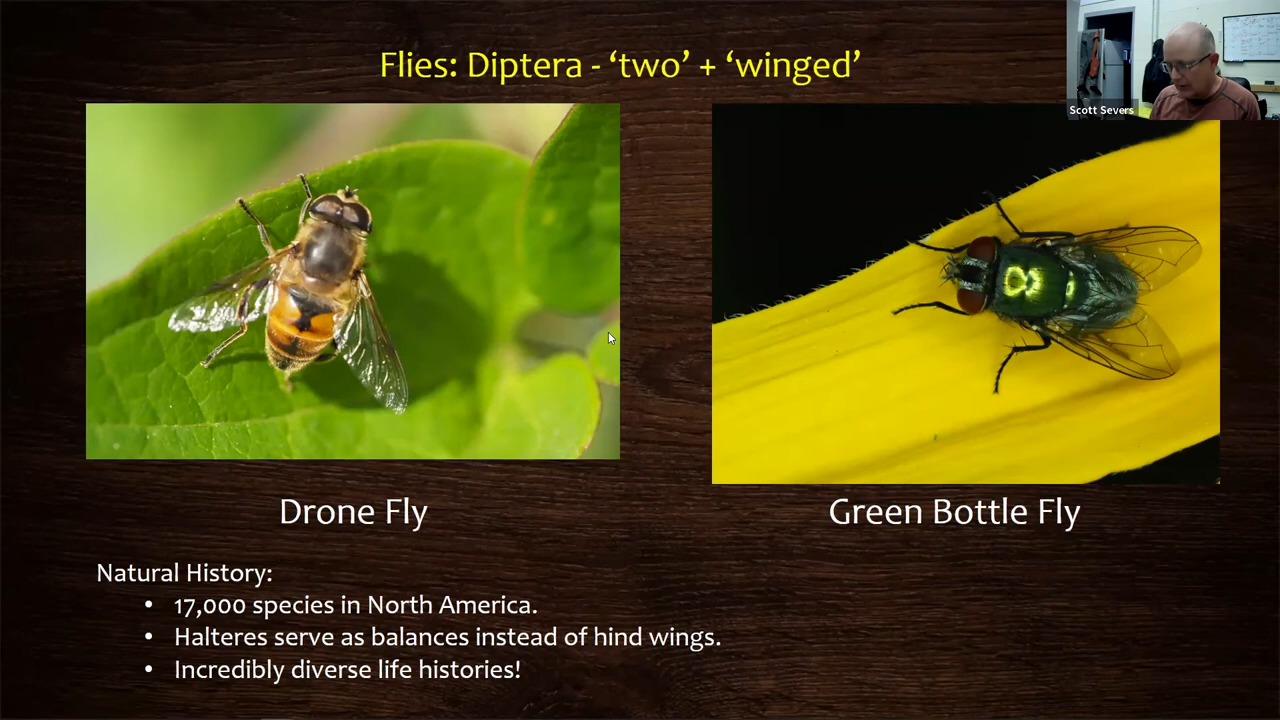 Flies: Diptera - ‘two’ + ‘winged’
Scott Severs
Drone Fly
Green Bottle Fly
Natural History:
• 17,000 species in North America.
• Halteres serve as balances instead of hind wings.
• Incredibly diverse life histories!